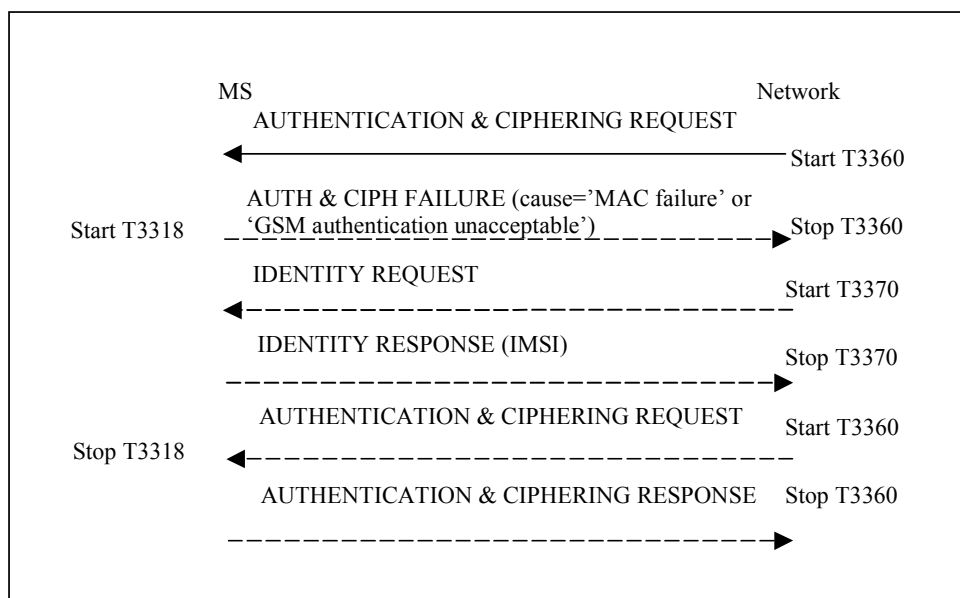 MS Network
AUTHENTICATION & CIPHERING REQUEST
Start T3360
AUTH & CIPH FAILURE (cause=’MAC failure’ or
‘GSM authentication unacceptable’)
Start T3318
Stop T3360
IDENTITY REQUEST
Start T3370
IDENTITY RESPONSE (IMSI)
Stop T3370
AUTHENTICATION & CIPHERING REQUEST
Start T3360
Stop T3318
AUTHENTICATION & CIPHERING RESPONSE
Stop T3360